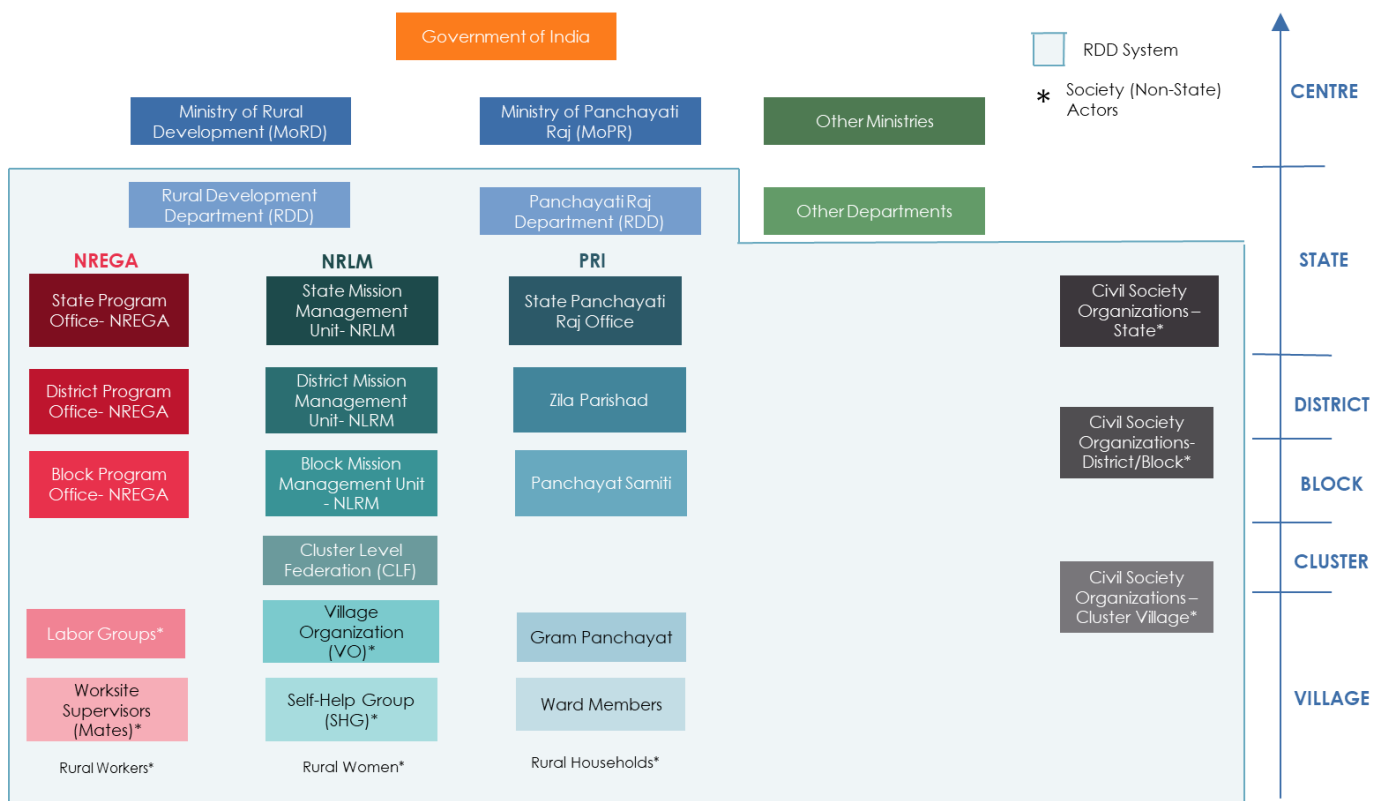 Government of India
RDD System
* Society (Non-State)
Actors
CENTRE
Ministry of Rural
Development (MoRD)
Ministry of Panchayati
Raj (MoPR)
Other Ministries
Rural Development
Department (RDD)
Panchayati Raj
Department (RDD)
Other Departments
STATE
NREGA
NRLM
PRI
State Program
Office- NREGA
State Mission
Management
Unit- NRLM
State Panchayati
Raj Office
Civil Society
Organizations –
State*
District Program
Office- NREGA
District Mission
Management
Unit- NLRM
Zila Parishad
DISTRICT
Civil Society
Organizations-
District/Block*
Block Program
Office- NREGA
Block Mission
Management Unit
- NLRM
Panchayat Samiti
BLOCK
Cluster Level
Federation (CLF)
CLUSTER
Civil Society
Organizations –
Cluster Village*
Labor Groups*
Village
Organization
(VO)*
Gram Panchayat
Worksite
Supervisors
(Mates)*
Self-Help Group
(SHG)*
Ward Members
VILLAGE
Rural Workers*
Rural Women*
Rural Households*